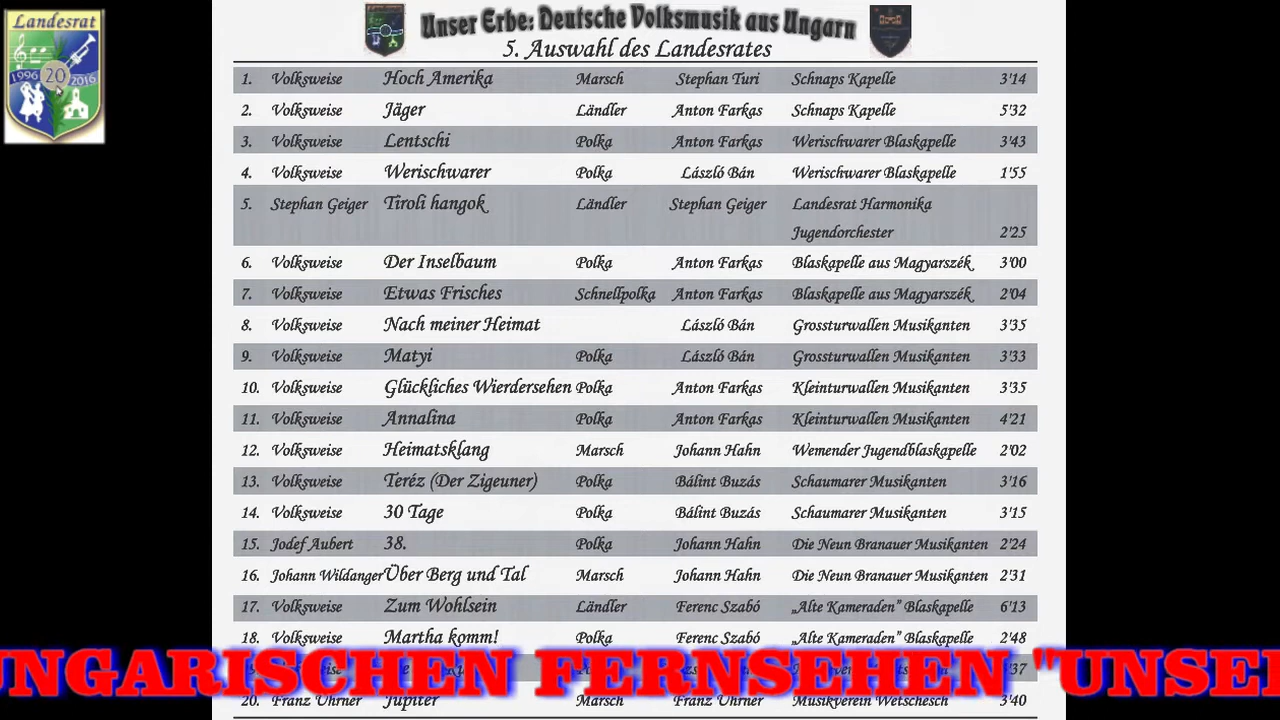 Landesrat
1996 20 2016
Unser Erbe: Deutsche Volksmusik aus Ungarn
5. Auswahl des Landesrates
1. Volksweise Hoch Amerika Marsch Stephan Turi Schnaps Kapelle 3'14
2. Volksweise Jäger Ländler Anton Farkas Schnaps Kapelle 5'32
3. Volksweise Lentschi Polka Anton Farkas Werischwarer Blaskapelle 3'43
4. Volksweise Werischwarer Polka László Bán Werischwarer Blaskapelle 1'55
5. Stephan Geiger Tiroli hangok Ländler Stephan Geiger Landesrat Harmonika
Jugendorchester 2'25
6. Volksweise Der Inselbaum Polka Anton Farkas Blaskapelle aus Magyarszék 3'00
7. Volksweise Etwas Frisches Schnellpolka Anton Farkas Blaskapelle aus Magyarszék 2'04
8. Volksweise Nach meiner Heimat László Bán Grossturwallen Musikanten 3'35
9. Volksweise Matyi Polka László Bán Grossturwallen Musikanten 3'33
10. Volksweise Glückliches Wierdersehen Polka Anton Farkas Kleinturwallen Musikanten 3'35
11. Volksweise Annalina Polka Anton Farkas Kleinturwallen Musikanten 4'21
12. Volksweise Heimatsklang Marsch Johann Hahn Wemender Jugendblaskapelle 2'02
13. Volksweise Teréz (Der Zigeuner) Polka Bálint Buzás Schaumarer Musikanten 3'16
14. Volksweise 30 Tage Polka Bálint Buzás Schaumarer Musikanten 3'15
15. Jodef Aubert 38. Polka Johann Hahn Die Neun Branauer Musikanten 2'24
16. Johann Wildanger Über Berg und Tal Marsch Johann Hahn Die Neun Branauer Musikanten 2'31
17. Volksweise Zum Wohlsein Ländler Ferenc Szabó „Alte Kameraden” Blaskapelle 6'13
18. Volksweise Martha komm! Polka Ferenc Szabó „Alte Kameraden” Blaskapelle 2'48
UNGARISCHEN FERNSEHEN "UNSER
20. Franz Uhrner Jupiter Marsch Franz Uhrner Musikverein Wetschesch 3'40